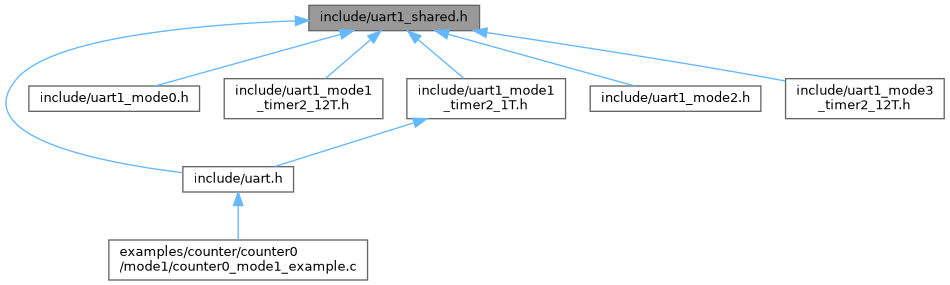 include/uart1_shared.h
include/uart1_mode0.h
include/uart1_mode1
_timer2_12T.h
include/uart1_mode1
_timer2_1T.h
include/uart1_mode2.h
include/uart1_mode3
_timer2_12T.h
include/uart.h
examples/counter/counter0
/mode1/counter0_mode1_example.c